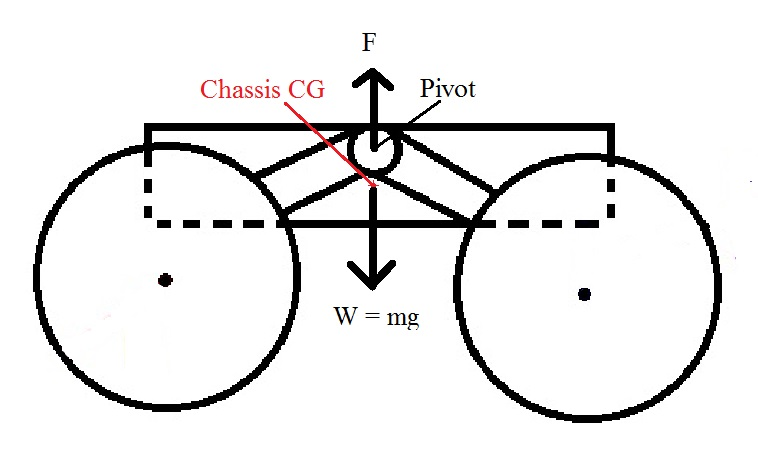 F
Chassis CG
Pivot
W = mg